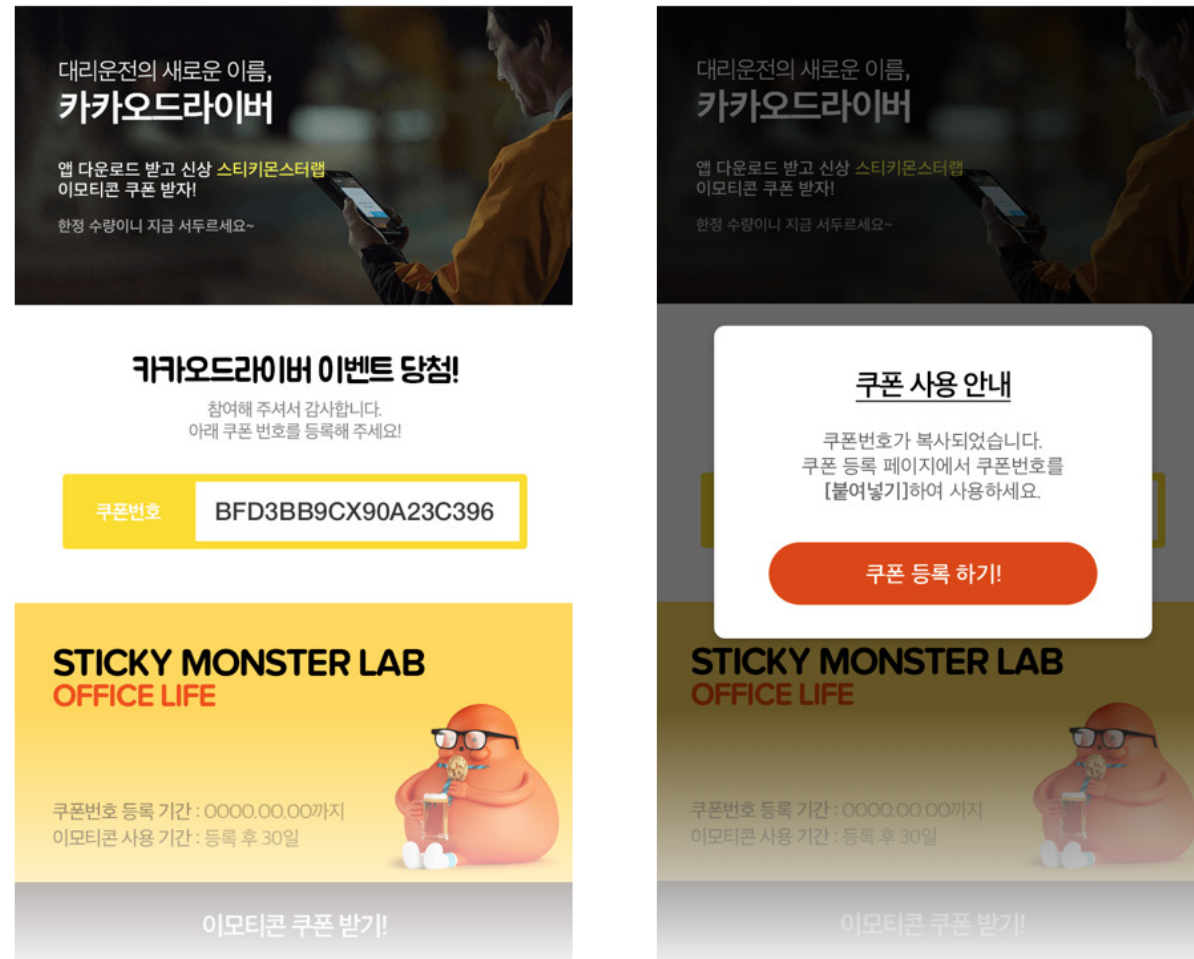 대리운전의 새로운 이름,
카카오드라이버
앱 다운로드 받고 신상 스티키몬스터랩
이모티콘 쿠폰 받자!
한정 수량이니 지금 서두르세요~
카카오드라이버 이벤트 당첨!
참여해 주셔서 감사합니다.
아래 쿠폰 번호를 등록해 주세요!
쿠폰번호 BFD3BB9CX90A23C396
STICKY MONSTER LAB
OFFICE LIFE
쿠폰번호 등록 기간 : 0000.00.00까지
이모티콘 사용 기간 : 등록 후 30일
이모티콘 쿠폰 받기!
대리운전의 새로운 이름,
카카오드라이버
앱 다운로드 받고 신상 스티키몬스터랩
이모티콘 쿠폰 받자!
한정 수량이니 지금 서두르세요~
쿠폰 사용 안내
쿠폰번호가 복사되었습니다.
쿠폰 등록 페이지에서 쿠폰번호를
[붙여넣기]하여 사용하세요.
쿠폰 등록 하기!
STICKY MONSTER LAB
OFFICE LIFE
쿠폰번호 등록 기간 : 0000.00.00까지
이모티콘 사용 기간 : 등록 후 30일
이모티콘 쿠폰 받기!